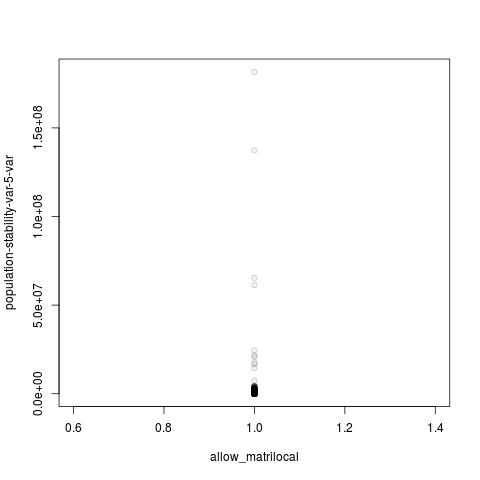 population-stability-var-5-var
1.5e+08
1.0e+08
5.0e+07
0.0e+00
0.6 0.8 1.0 1.2 1.4
allow_matrilocal